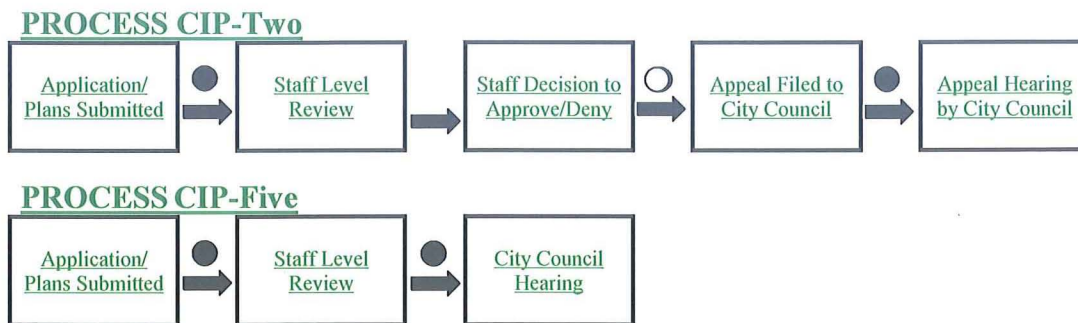 PROCESS CIP-Two
Application/
Plans Submitted
Staff Level
Review
Staff Decision to
Approve/Deny
Appeal Filed to
City Council
Appeal Hearing
by City Council
PROCESS CIP-Five
Application/
Plans Submitted
Staff Level
Review
City Council
Hearing